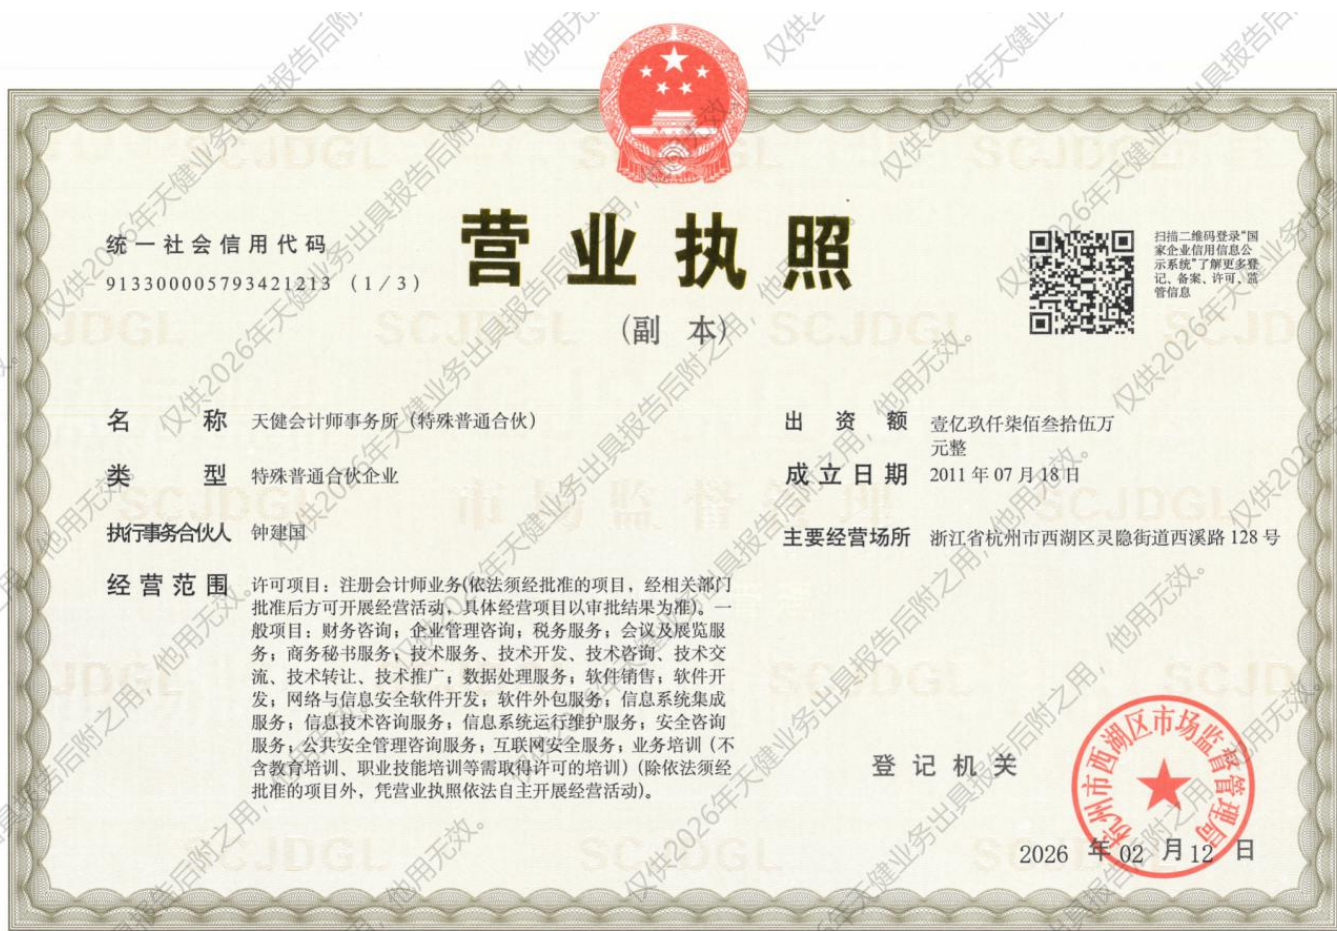 营业执照
(副 本)
统一社会信用代码
913300005793421213 (1/3)
扫描二维码登录“国
家企业信用信息公
示系统”了解更多登
记、备案、许可、监
管信息
名 称 天健会计师事务所（特殊普通合伙）
类 型 特殊普通合伙企业
执行事务合伙人 钟建国
经营范围 许可项目：注册会计师业务(依法须经批准的项目，经相关部门
批准后方可开展经营活动，具体经营项目以审批结果为准)。一
般项目：财务咨询；企业管理咨询；税务服务；会议及展览服
务；商务秘书服务；技术服务、技术开发、技术咨询、技术交
流、技术转让、技术推广；数据处理服务；软件销售；软件开
发；网络与信息安全软件开发；软件外包服务；信息系统集成
服务；信息技术咨询服务；信息系统运行维护服务；安全咨询
服务；公共安全管理咨询服务；互联网安全服务；业务培训（不
含教育培训、职业技能培训等需取得许可的培训）(除依法须经
批准的项目外，凭营业执照依法自主开展经营活动)。
出 资 额 壹亿玖仟柒佰叁拾伍万
元整
成立日期 2011 年 07 月 18 日
主要经营场所 浙江省杭州市西湖区灵隐街道西溪路 128 号
登记机关
杭州市西湖区市场监督管理局
2026 年 02 月 12 日
仅供2026年天健业务出具报告后附之用，他用无效。
SCJDGL
市场监督管理